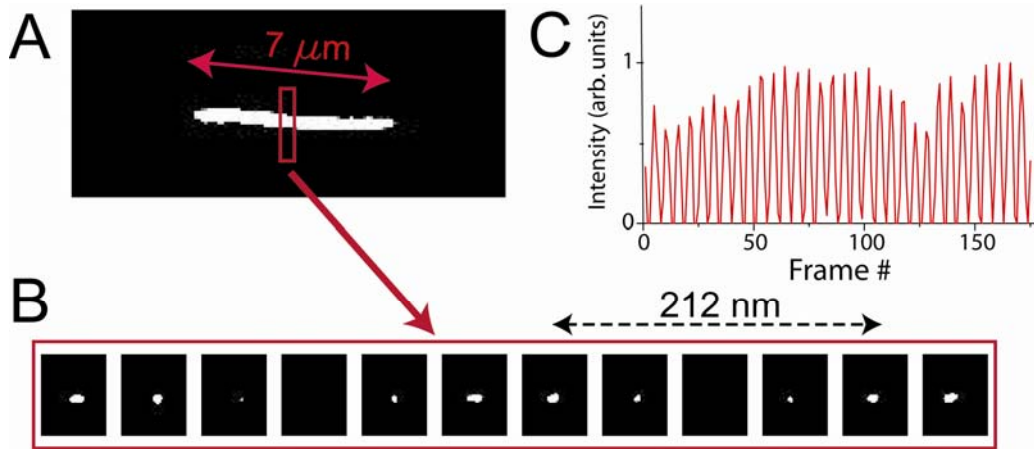 A
7 μm
C
Intensity (arb. units)
1
0
0
50
100
150
Frame #
B
212 nm